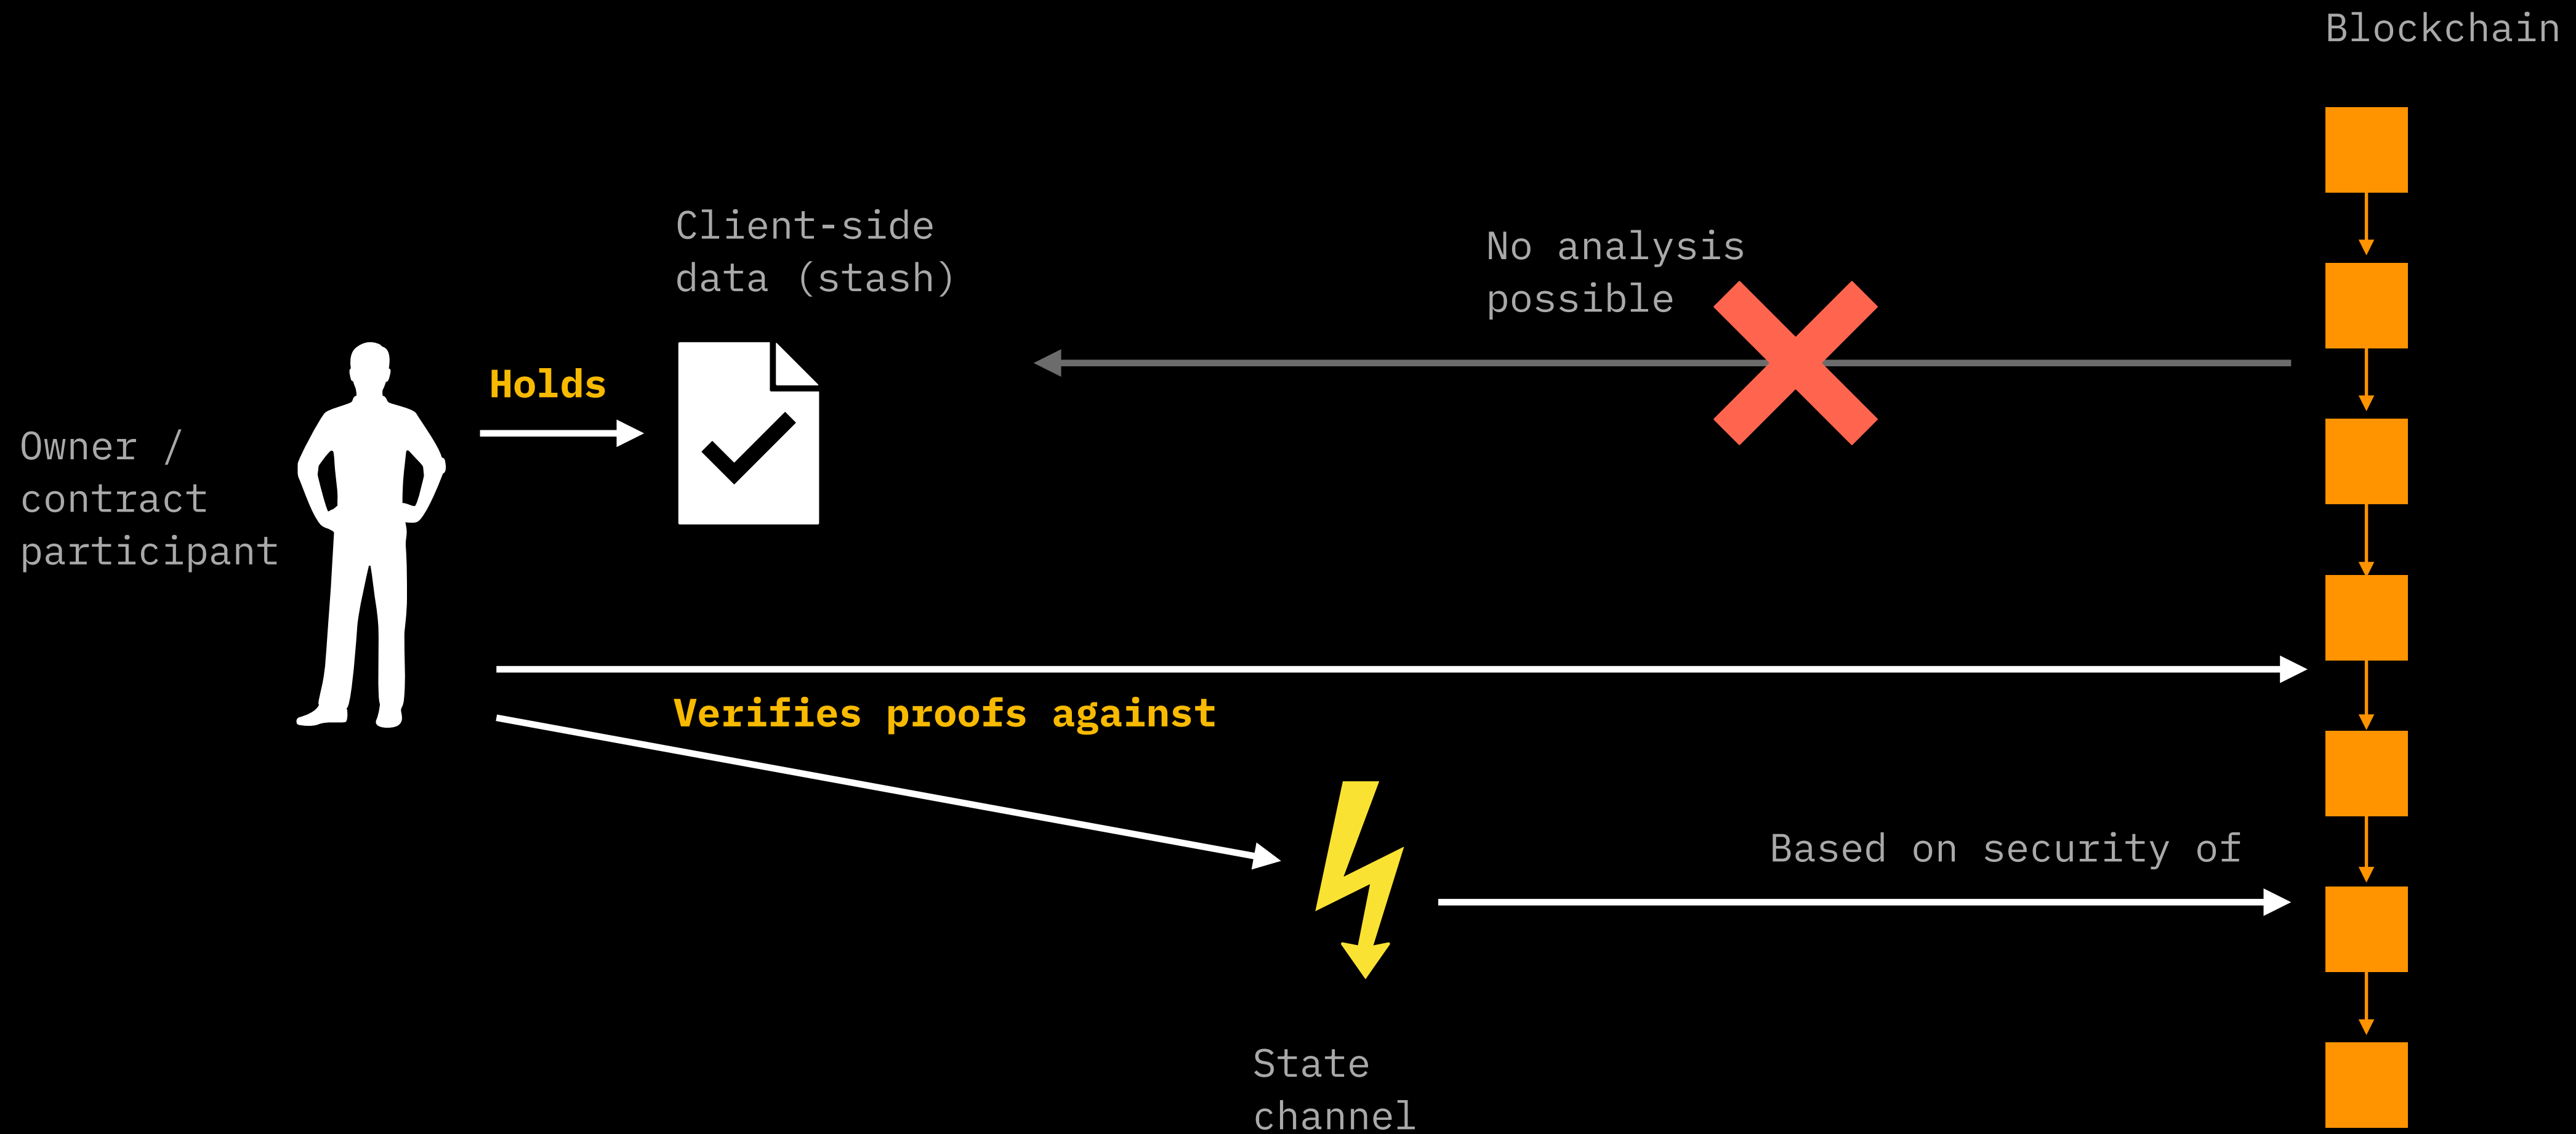 Blockchain
Client-side
data (stash)
No analysis
possible
Holds
Owner /
contract
participant
Verifies proofs against
Based on security of
State
channel